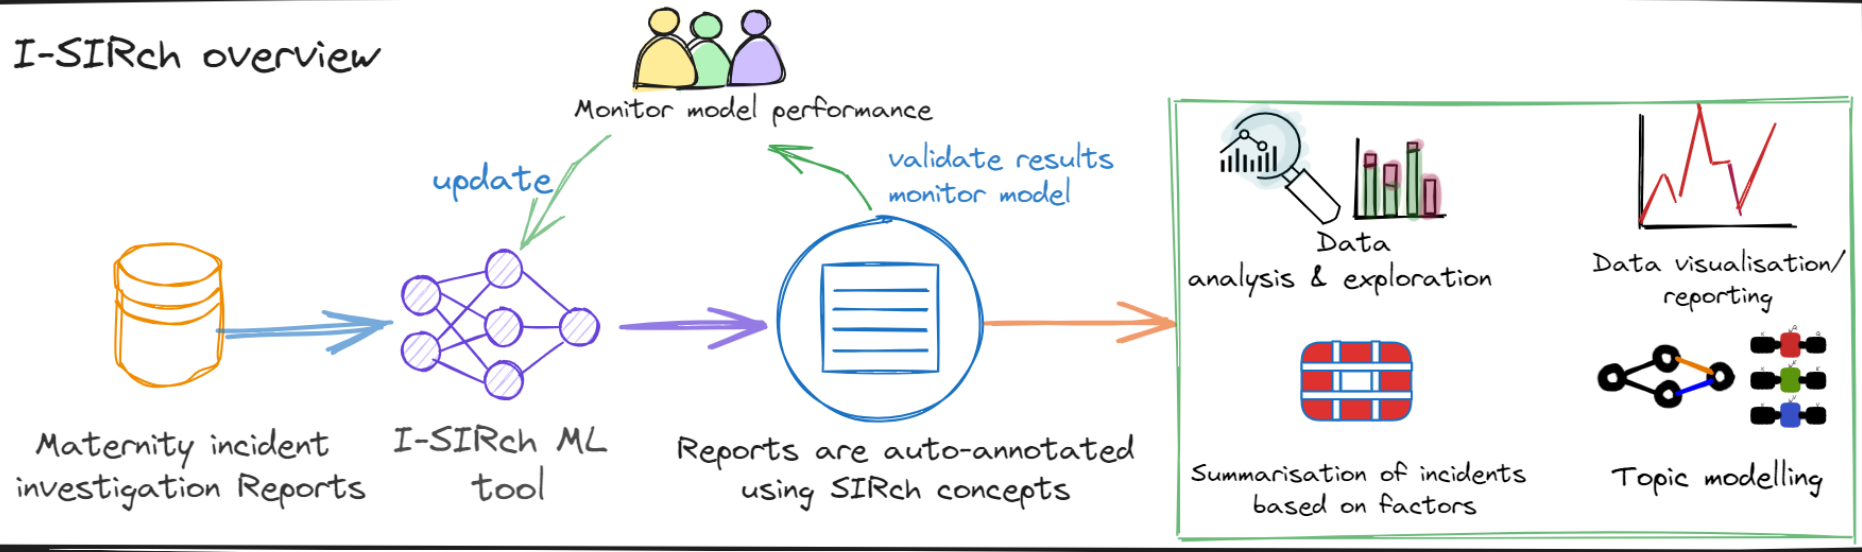 I-SIRch overview
Monitor model performance
update
validate results
monitor model
Maternity incident
investigation Reports
I-SIRch ML
tool
Reports are auto-annotated
using SIRch concepts
Data
analysis & exploration
Data visualisation/
reporting
Summarisation of incidents
based on factors
Topic modelling